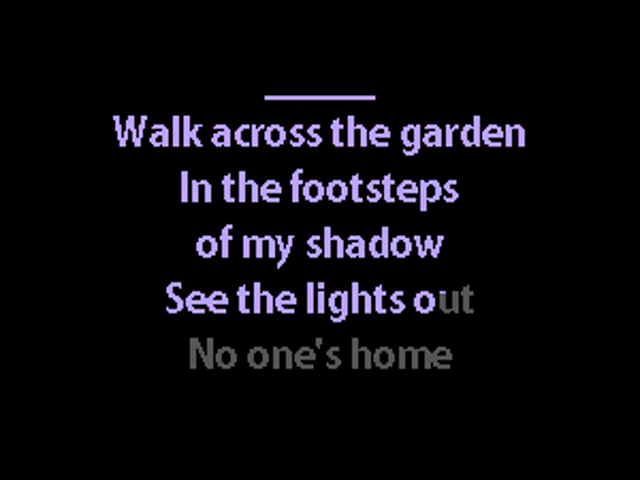 Walk across the garden
In the footsteps
of my shadow
See the lights out
No one's home